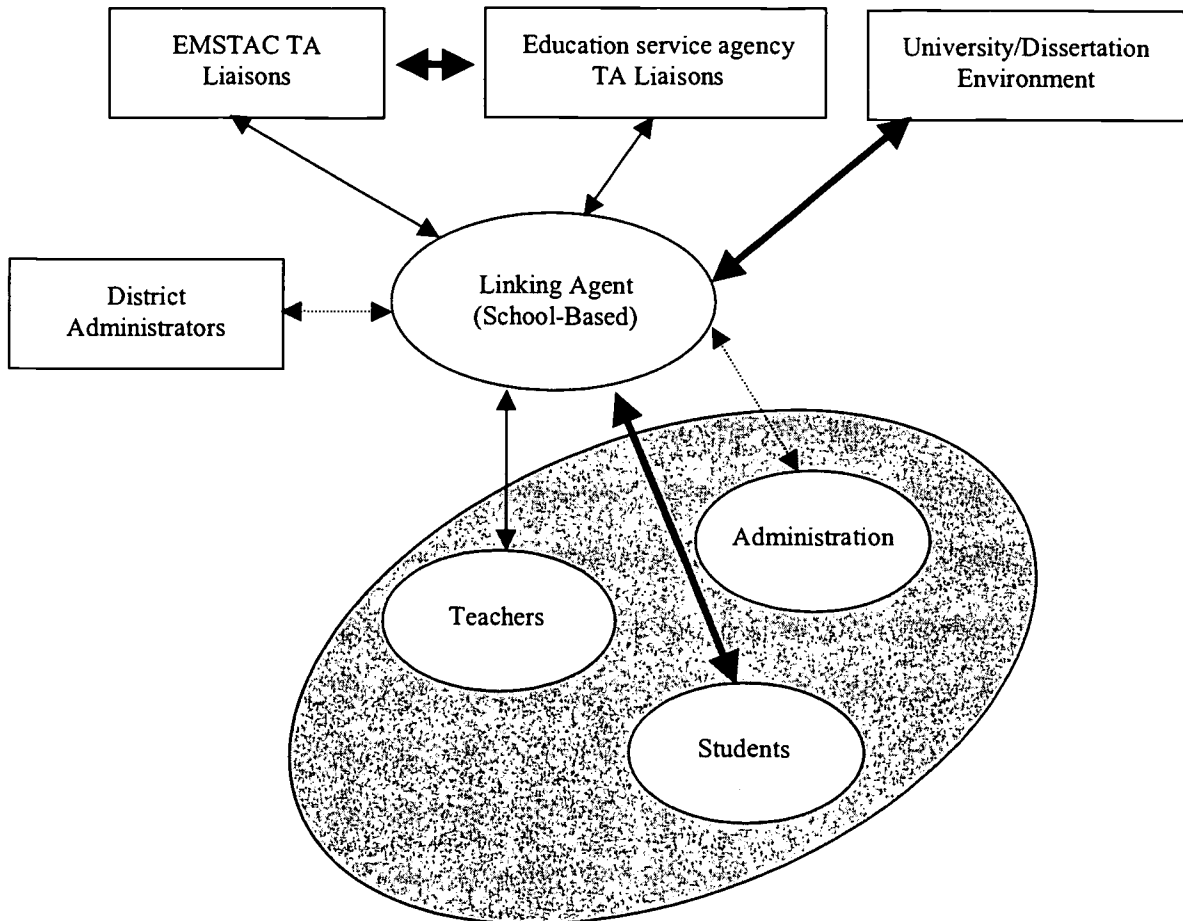 EMSTAC TA
Liaisons
Education service agency
TA Liaisons
University/Dissertation
Environment
District
Administrators
Linking Agent
(School-Based)
Administration
Teachers
Students